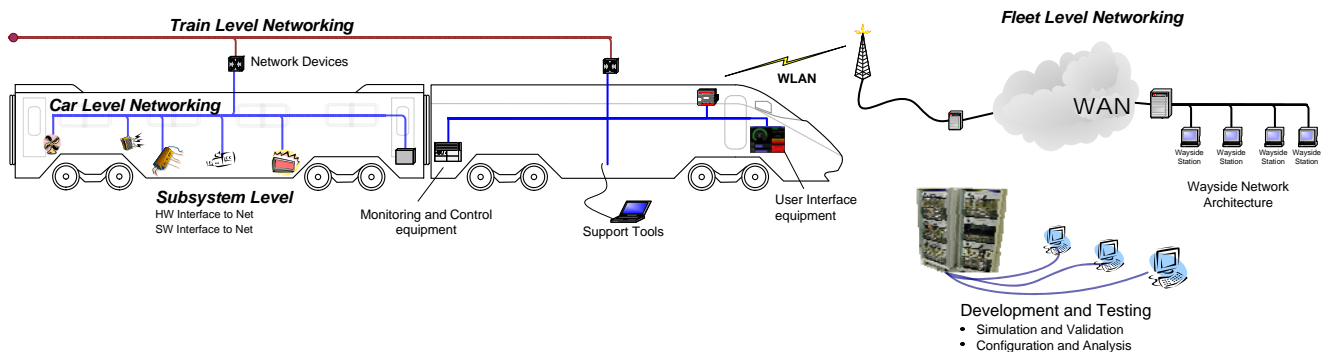 Train Level Networking
Network Devices
Car Level Networking
Subsystem Level
HW Interface to Net
SW Interface to Net
Monitoring and Control
equipment
Support Tools
User Interface
equipment
WLAN
Fleet Level Networking
WAN
Wayside
Station
Wayside
Station
Wayside
Station
Wayside
Station
Wayside Network
Architecture
Development and Testing
• Simulation and Validation
• Configuration and Analysis